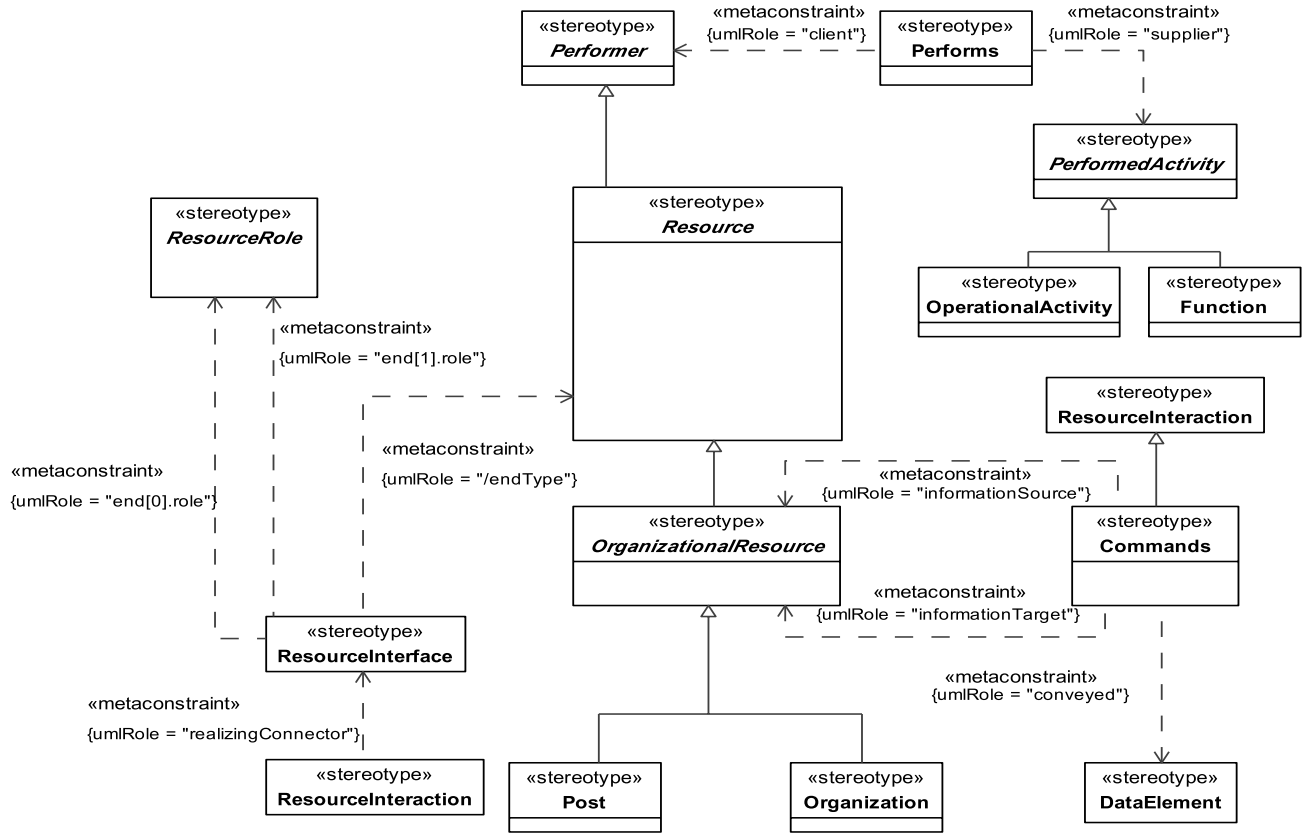 «stereotype»
Performer
«metaconstraint»
{umlRole = "client"}
«stereotype»
Performs
«metaconstraint»
{umlRole = "supplier"}
«stereotype»
PerformedActivity
«stereotype»
OperationalActivity
«stereotype»
Function
«stereotype»
ResourceRole
«stereotype»
Resource
«metaconstraint»
{umlRole = "end[1].role"}
«metaconstraint»
{umlRole = "/endType"}
«metaconstraint»
{umlRole = "end[0].role"}
«stereotype»
ResourceInteraction
«metaconstraint»
{umlRole = "informationSource"}
«stereotype»
OrganizationalResource
«stereotype»
Commands
«metaconstraint»
{umlRole = "informationTarget"}
«stereotype»
ResourceInterface
«metaconstraint»
{umlRole = "conveyed"}
«metaconstraint»
{umlRole = "realizingConnector"}
«stereotype»
ResourceInteraction
«stereotype»
Post
«stereotype»
Organization
«stereotype»
DataElement